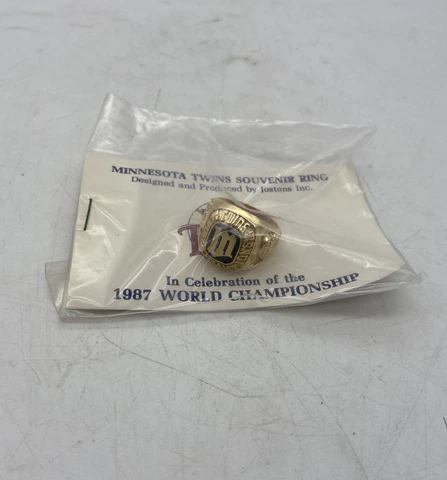 MINNESOTA TWINS SOUVENIR RING
Designed and Produced by Jostens Inc.
m
In Celebration of the
1987 WORLD CHAMPIONSHIP